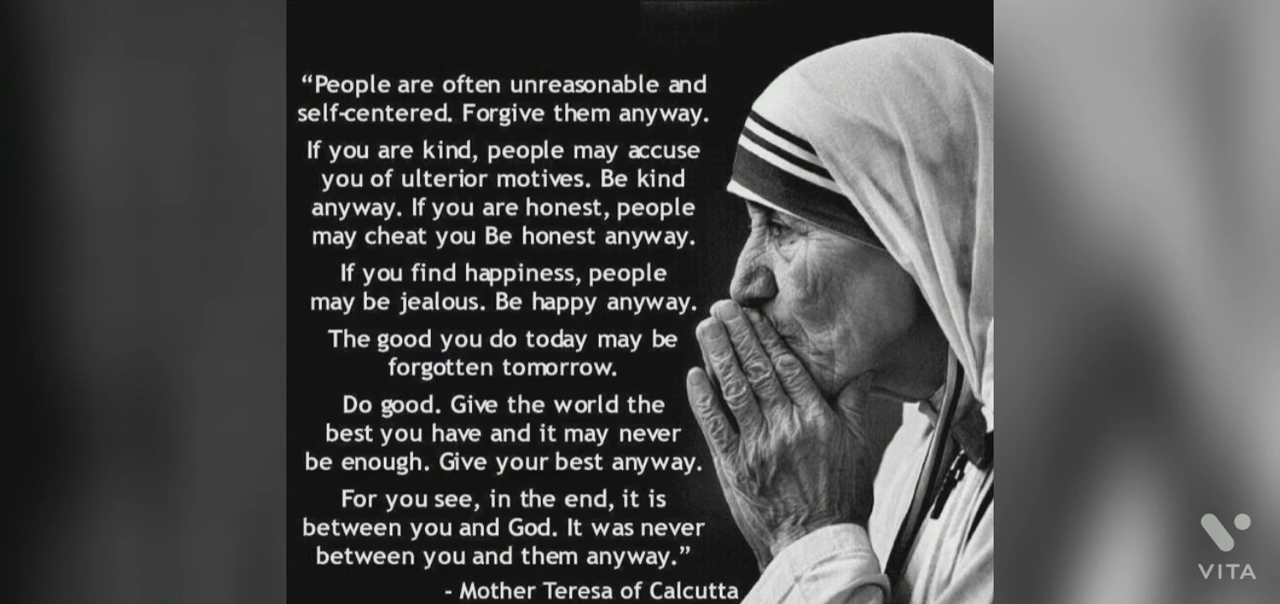 “People are often unreasonable and
self-centered. Forgive them anyway.
If you are kind, people may accuse
you of ulterior motives. Be kind
anyway. If you are honest, people
may cheat you Be honest anyway.
If you find happiness, people
may be jealous. Be happy anyway.
The good you do today may be
forgotten tomorrow.
Do good. Give the world the
best you have and it may never
be enough. Give your best anyway.
For you see, in the end, it is
between you and God. It was never
between you and them anyway.”
- Mother Teresa of Calcutta
VITA